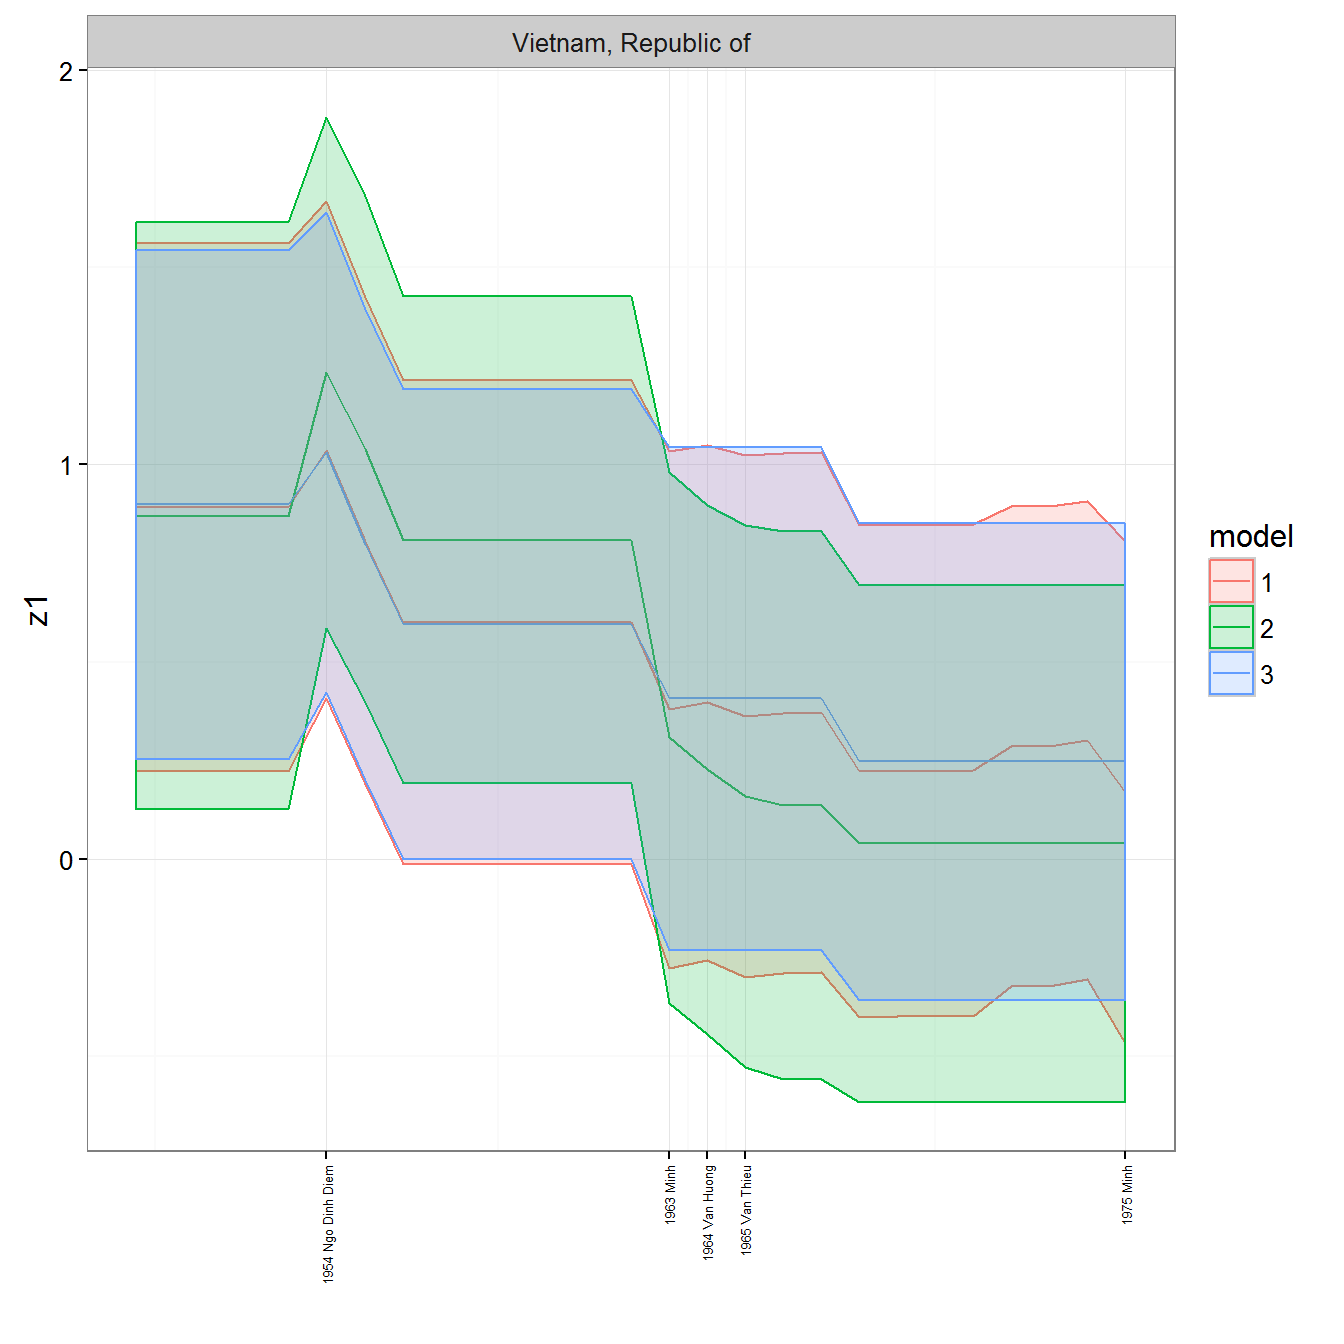 Vietnam, Republic of
2
1
0
z1
1954 Ngo Dinh Diem
1963 Minh
1964 Van Huong
1965 Van Thieu
1975 Minh
model
1
2
3